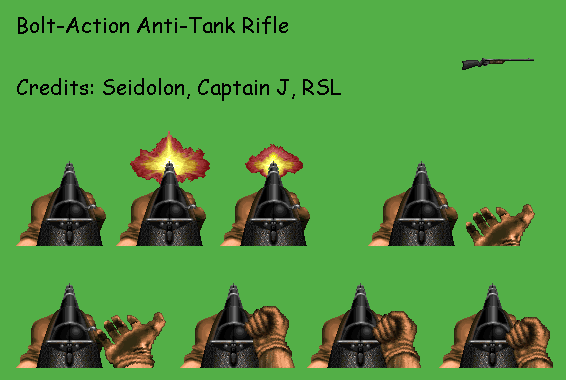 Bolt-Action Anti-Tank Rifle
Credits: Seidolon, Captain J, RSL